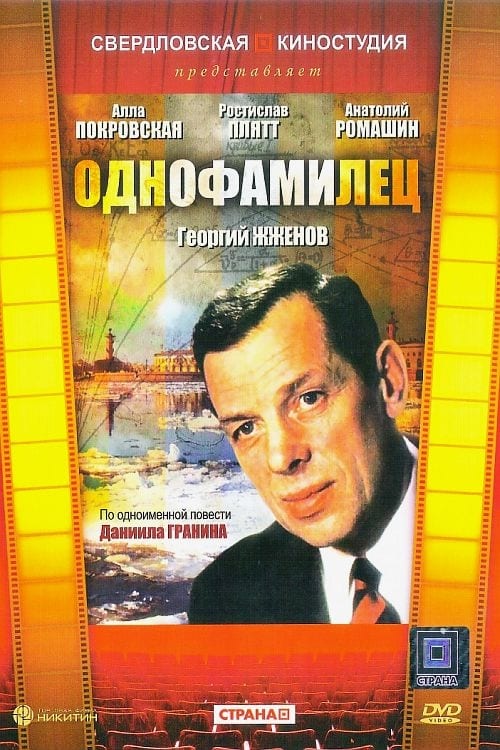 СВЕРДЛОВСКАЯ КИНОСТУДИЯ
представляет
Алла ПОКРОВСКАЯ
Ростислав ПЛЯТТ
Анатолий РОМАШИН
ОДНОФАМИЛЕЦ
Георгий ЖЖЕНОВ
По одноименной повести
Даниила ГРАНИНА
СТРАНА
НИКИТИН
СТРАНА
DVD
VIDEO